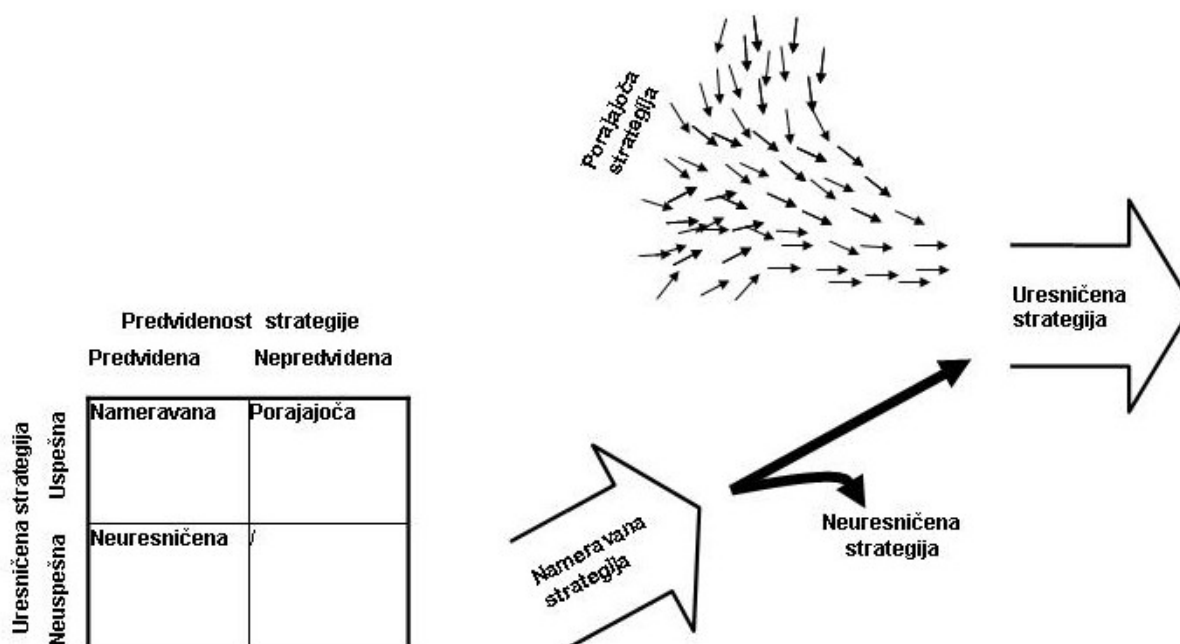 Porajajoča
strategija
Uresničena
strategija
Predvidenost strategije
Predvidena Nepredvidena
Uresničena strategija
Uspešna
Neuspešna
Nameravana Porajajoča
Neuresničena /
Nameravana
strategija
Neuresničena
strategija